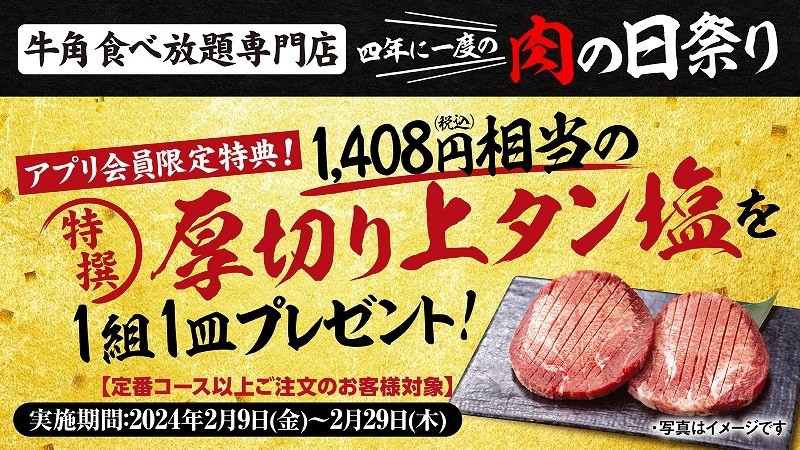 牛角食べ放題専門店
四年に一度の 肉の日祭り
アプリ会員限定特典!
1,408円(税込)相当の
特撰 厚切り上タン塩を
1組1皿プレゼント!
【定番コース以上ご注文のお客様対象】
実施期間:2024年2月9日(金)~2月29日(木)
・写真はイメージです